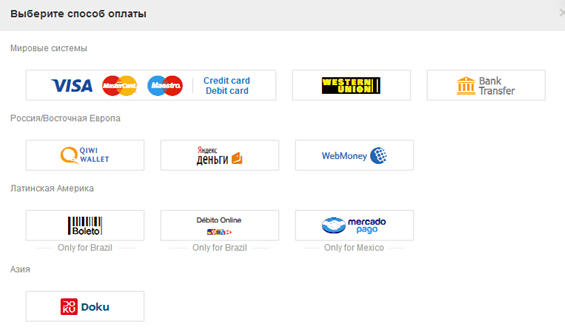 Выберите способ оплаты
Мировые системы
VISA MasterCard Maestro Credit card
Debit card
WESTERN
UNION
Bank
Transfer
Россия/Восточная Европа
QIWI
WALLET
Яндекс
деньги
WebMoney
Латинская Америка
Boleto
Débito Online
mercado
pago
Only for Brazil
Only for Brazil
Only for Mexico
Азия
DO
KU
Doku